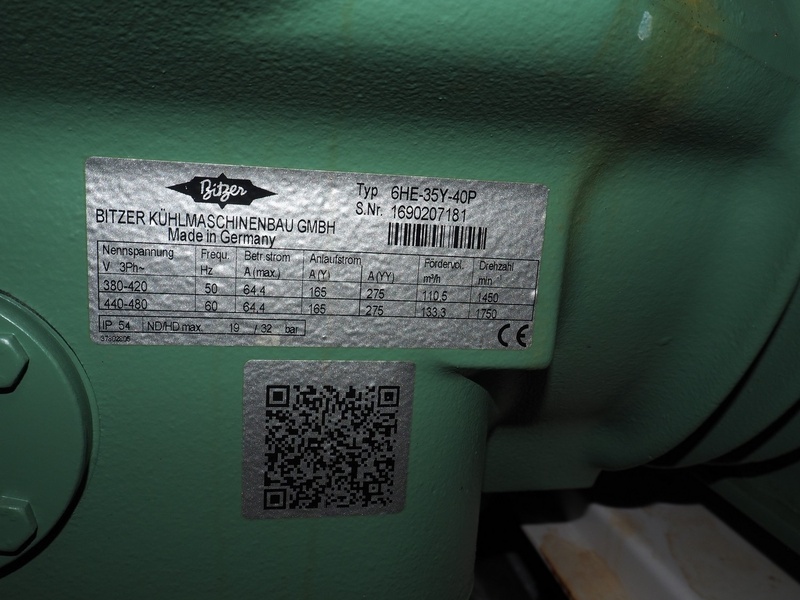 Bitzer
BITZER KÜHLMASCHINENBAU GMBH
Made in Germany
Typ 6HE-35Y-40P
S.Nr. 1690207181
Nennspannung Frequ. Betr.strom Anlaufstrom Fördervol. Drehzahl
V 3Ph~ Hz A (max.) A (Y) A (YY) m³/h min⁻¹
380-420 50 64.4 165 275 110,5 1450
440-480 60 64.4 165 275 133.3 1750
IP 54 ND/HD max. 19 / 32 bar
CE